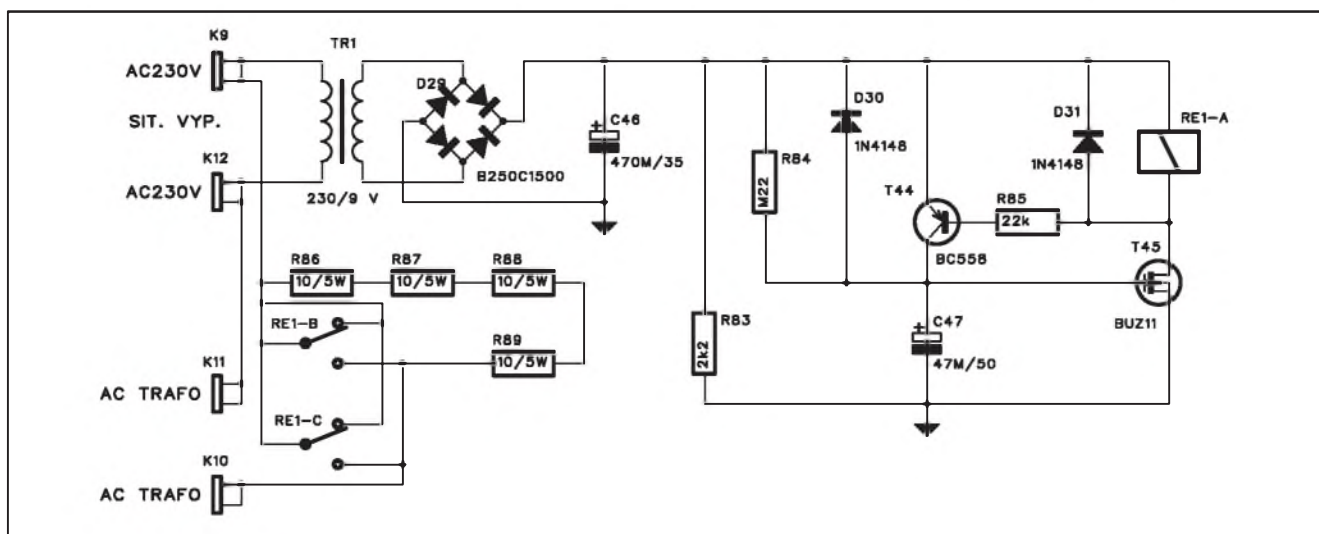 K9
AC230V
SIT. VYP.
K12
AC230V
TR1
230/9 V
D29
B250C1500
C46
+
470M/35
R84
M22
D30
1N4148
D31
1N4148
RE1-A
T44
BC558
R85
22k
T45
BUZ11
R83
2k2
C47
+
47M/50
R86
10/5W
R87
10/5W
R88
10/5W
R89
10/5W
RE1-B
RE1-C
K11
AC TRAFO
K10
AC TRAFO